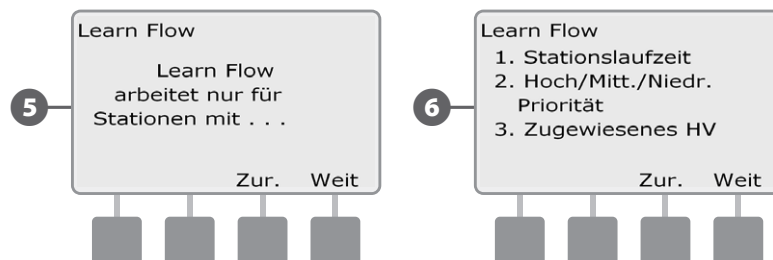 Learn Flow
Learn Flow
arbeitet nur für
Stationen mit . . .
Zur. Weit
5
Learn Flow
1. Stationslaufzeit
2. Hoch/Mitt./Niedr.
Priorität
3. Zugewiesenes HV
Zur. Weit
6